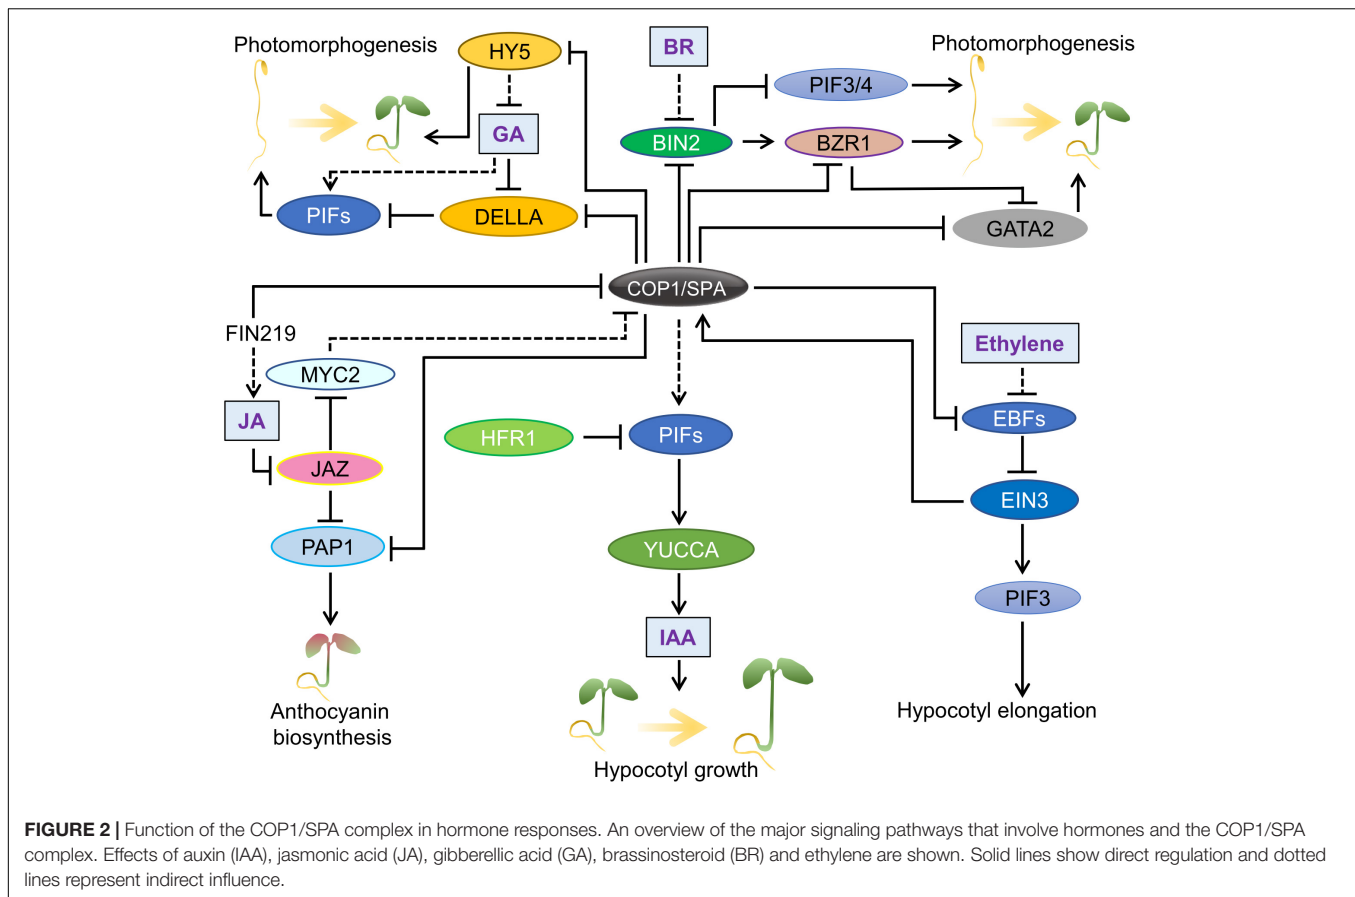 Photomorphogenesis
HY5
BR
Photomorphogenesis
PIF3/4
GA
BIN2
BZR1
PIFs
DELLA
GATA2
COP1/SPA
FIN219
MYC2
Ethylene
JA
EBFs
HFR1
PIFs
JAZ
EIN3
PAP1
YUCCA
PIF3
IAA
Anthocyanin
biosynthesis
Hypocotyl elongation
Hypocotyl growth
FIGURE 2 | Function of the COP1/SPA complex in hormone responses. An overview of the major signaling pathways that involve hormones and the COP1/SPA
complex. Effects of auxin (IAA), jasmonic acid (JA), gibberellic acid (GA), brassinosteroid (BR) and ethylene are shown. Solid lines show direct regulation and dotted
lines represent indirect influence.